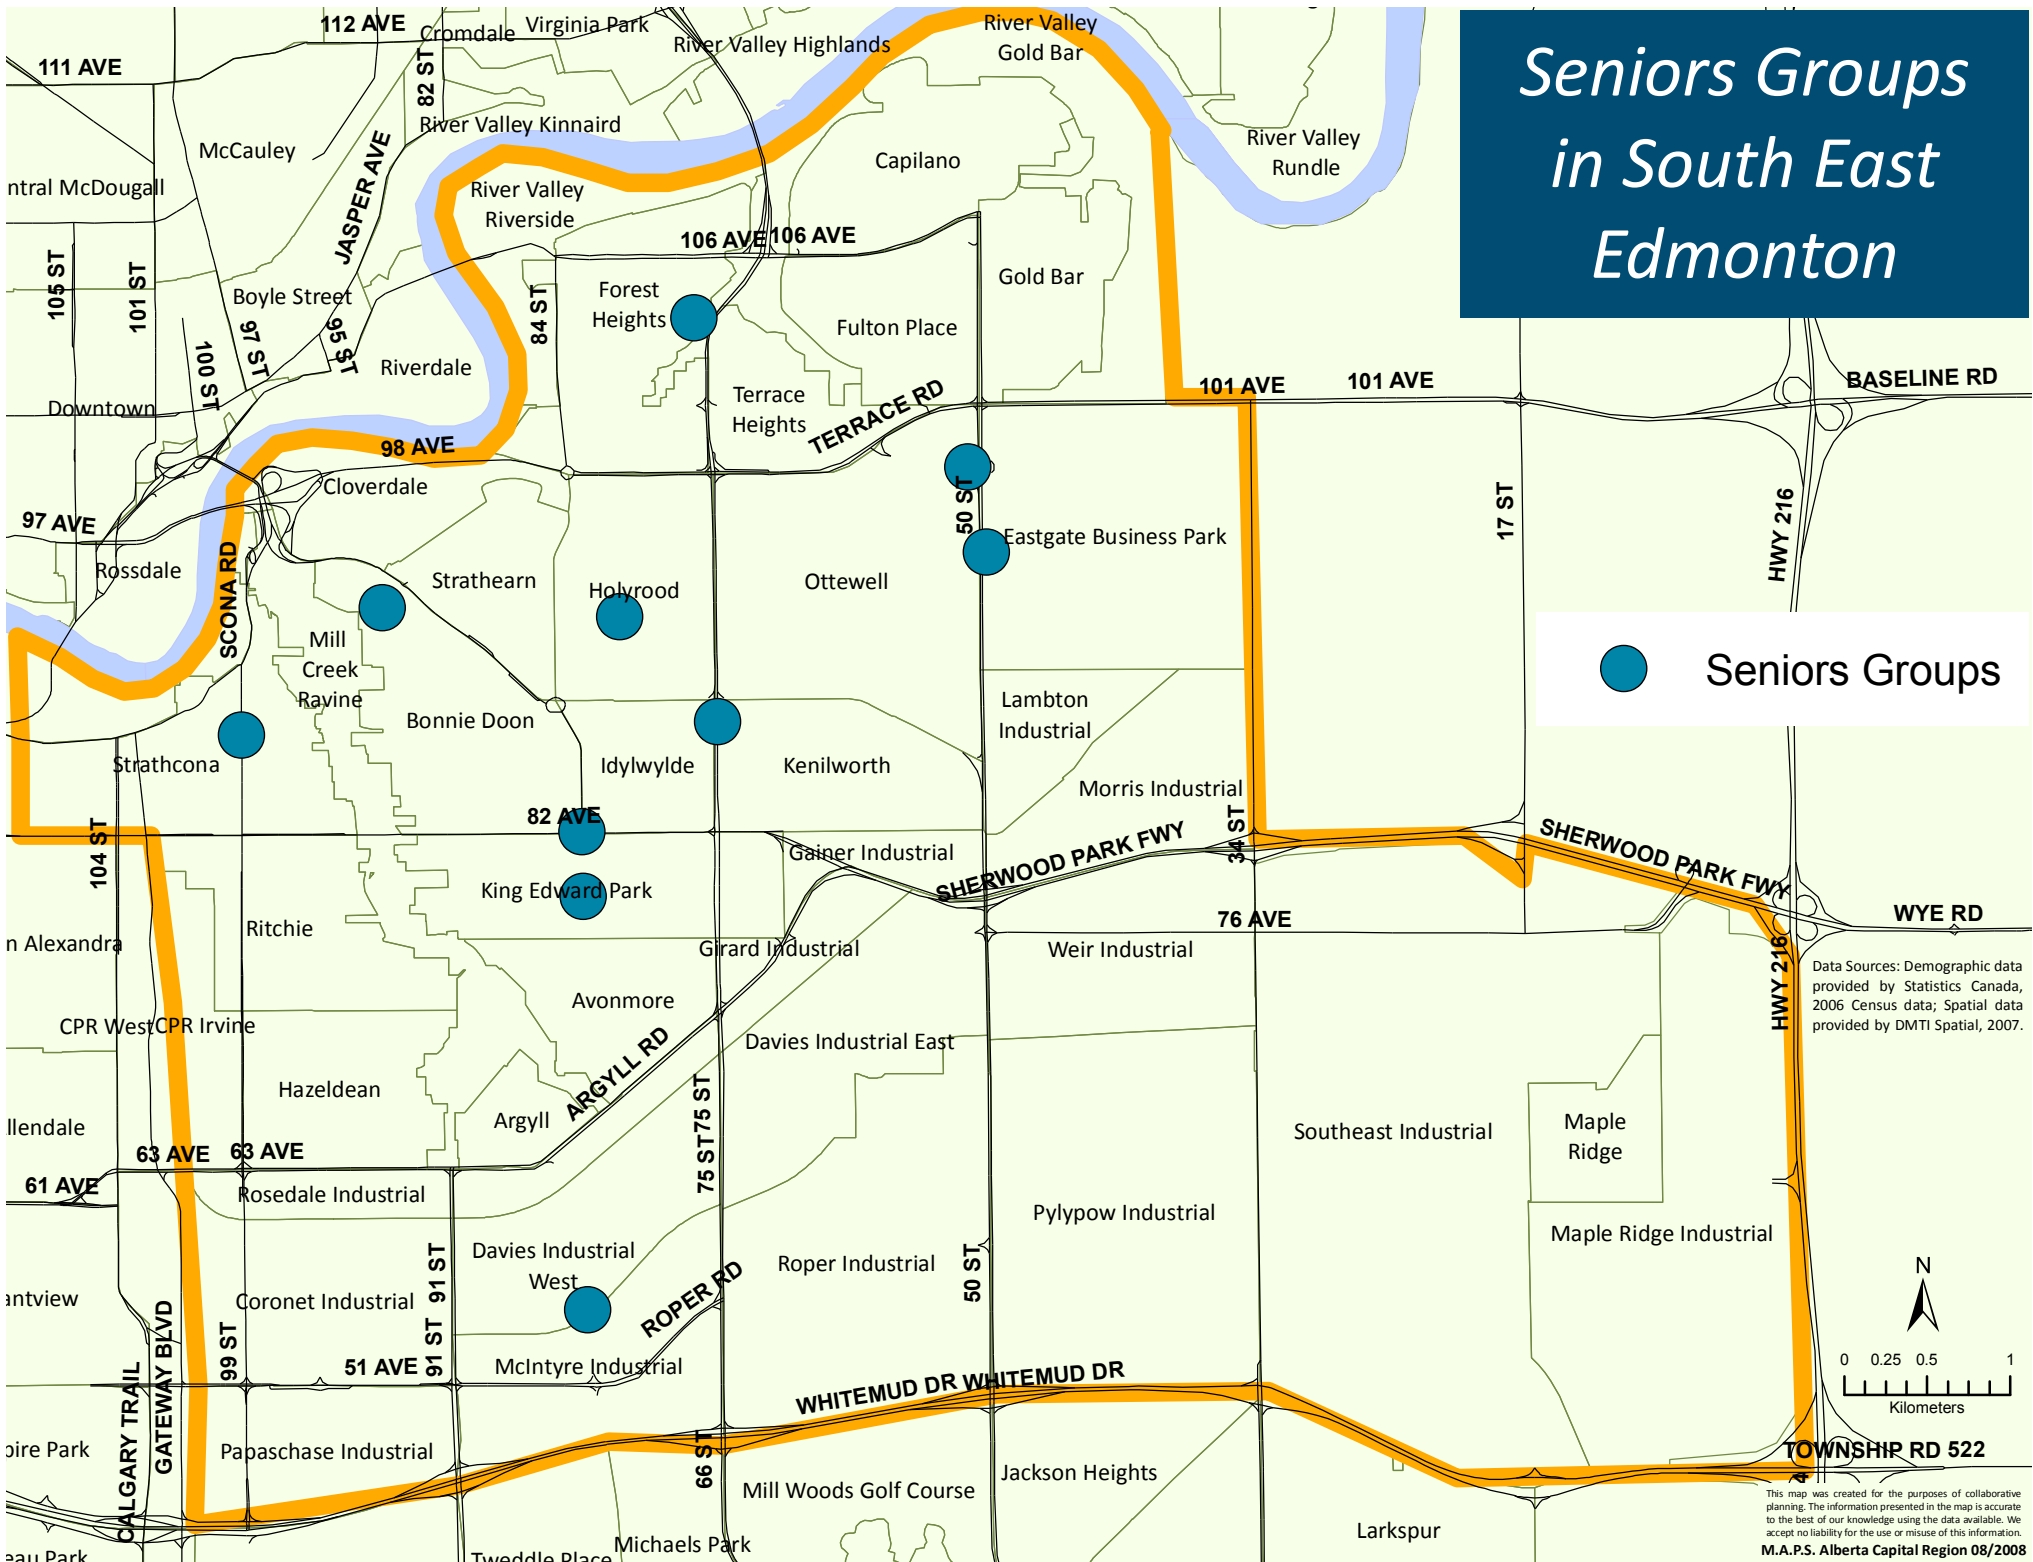 Seniors Groups
in South East
Edmonton
112 AVE
Cromdale
Virginia Park
River Valley Highlands
River Valley
Gold Bar
111 AVE
82 ST
River Valley Kinnaird
McCauley
JASPER AVE
Capilano
River Valley
Rundle
ntral McDougall
River Valley
Riverside
106 AVE
106 AVE
105 ST
101 ST
Boyle Street
84 ST
Forest
Heights
Gold Bar
Fulton Place
100 ST
97 ST
95 ST
Riverdale
101 AVE
101 AVE
BASELINE RD
Downtown
Terrace
Heights
TERRACE RD
98 AVE
Cloverdale
97 AVE
50 ST
17 ST
HWY 216
Eastgate Business Park
Rossdale
SCONA RD
Strathearn
Holyrood
Ottewell
Mill
Creek
Ravine
Seniors Groups
Bonnie Doon
Lambton
Industrial
Strathcona
Idylwylde
Kenilworth
Morris Industrial
82 AVE
104 ST
34 ST
SHERWOOD PARK FWY
SHERWOOD PARK FWY
Gainer Industrial
King Edward Park
76 AVE
WYE RD
Ritchie
n Alexandra
Girard Industrial
Weir Industrial
HWY 216
Data Sources: Demographic data
provided by Statistics Canada,
2006 Census data; Spatial data
provided by DMTI Spatial, 2007.
Avonmore
CPR West
CPR Irvine
Davies Industrial East
ARGYLL RD
Hazeldean
75 ST
75 ST
Argyll
llendale
Southeast Industrial
Maple
Ridge
63 AVE
63 AVE
61 AVE
Rosedale Industrial
Pylypow Industrial
Maple Ridge Industrial
Davies Industrial
West
91 ST
Roper Industrial
50 ST
ROPER RD
N
antview
Coronet Industrial
GATEWAY BLVD
99 ST
91 ST
51 AVE
McIntyre Industrial
0 0.25 0.5 1
Kilometers
CALGARY TRAIL
WHITEMUD DR
WHITEMUD DR
pire Park
Papaschase Industrial
66 ST
Mill Woods Golf Course
Jackson Heights
TOWNSHIP RD 522
4
This map was created for the purposes of collaborative
planning. The information presented in the map is accurate
to the best of our knowledge using the data available. We
accept no liability for the use or misuse of this information.
M.A.P.S. Alberta Capital Region 08/2008
Larkspur
Michaels Park
Tweddle Place
eau Park